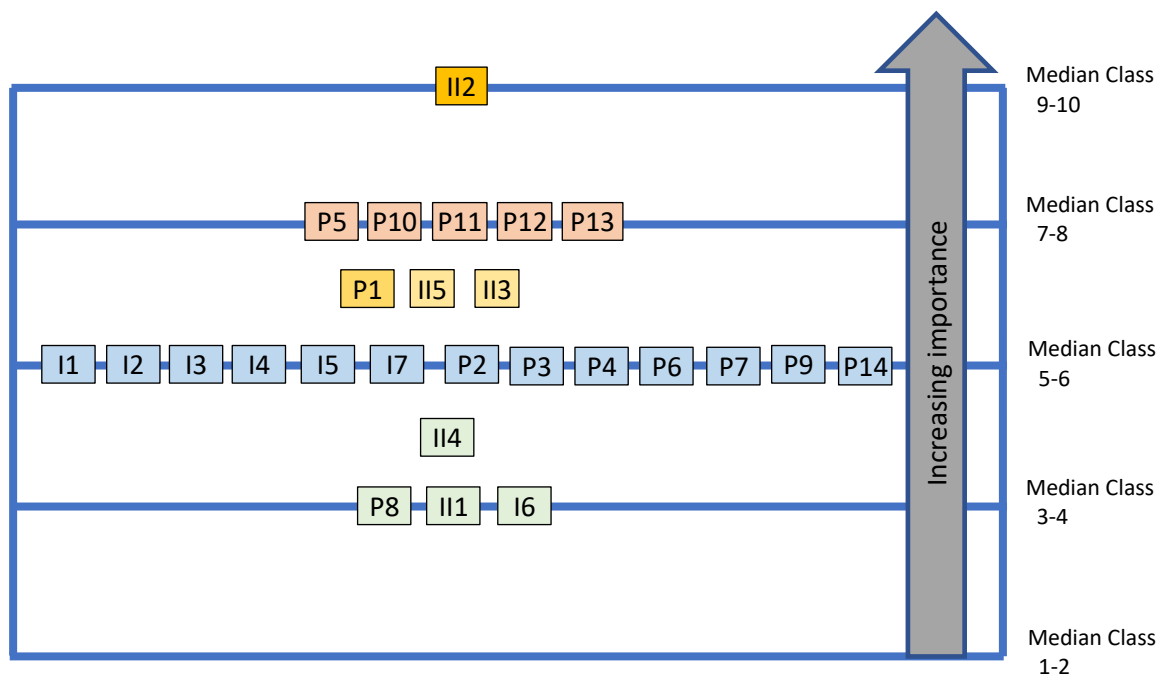 Median Class
9-10
II2
Median Class
7-8
P5 P10 P11 P12 P13
P1 II5 II3
Median Class
5-6
I1 I2 I3 I4 I5 I7 P2 P3 P4 P6 P7 P9 P14
II4
Median Class
3-4
P8 II1 I6
Median Class
1-2
Increasing importance